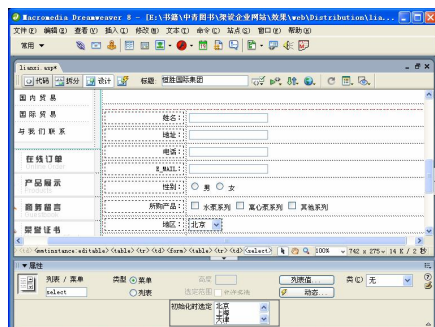 Macromedia Dreamweaver 8 - [E:\书籍\中青图书\架设企业网站\效果\web\Distribution\lia...
文件(F) 编辑(E) 查看(V) 插入(I) 修改(M) 文本(T) 命令(C) 站点(S) 窗口(W) 帮助(H)
常用
lianxi.asp*
代码 拆分 设计 标题: 恒胜国际集团
国内贸易
国际贸易
与我们联系
在线订单
产品展示
商务留言
荣誉证书
姓名:
地址:
电话:
E_MAIL:
性别: 男 女
所购产品: 水泵系列 离心泵系列 其他系列
地区: 北京
<mmtinstance:editable> <table> <tr> <td> <form> <table> <tr> <td> <select> 100% 742 x 275 14 K / 2 秒
属性
列表 / 菜单 类型 菜单 高度 列表值... 类(C) 无
select 列表 选定范围 允许多选 动态...
初始化时选定 北京
上海
天津